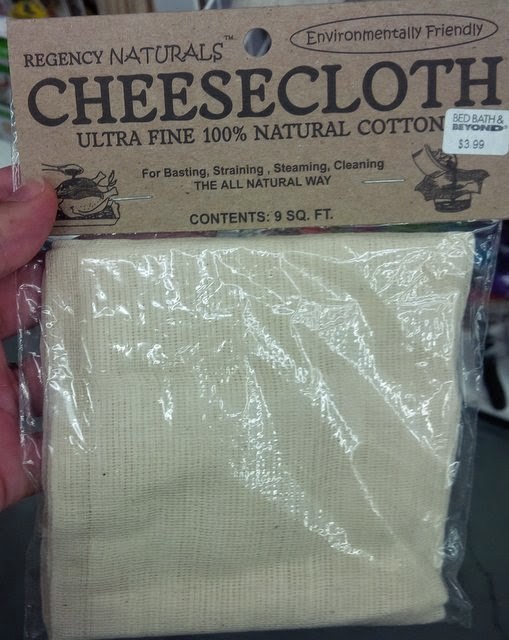 Environmentally Friendly
REGENCY NATURALS™
CHEESECLOTH
ULTRA FINE 100% NATURAL COTTON
BED BATH &
BEYOND®
$3.99
For Basting, Straining , Steaming, Cleaning
THE ALL NATURAL WAY
CONTENTS: 9 SQ. FT.